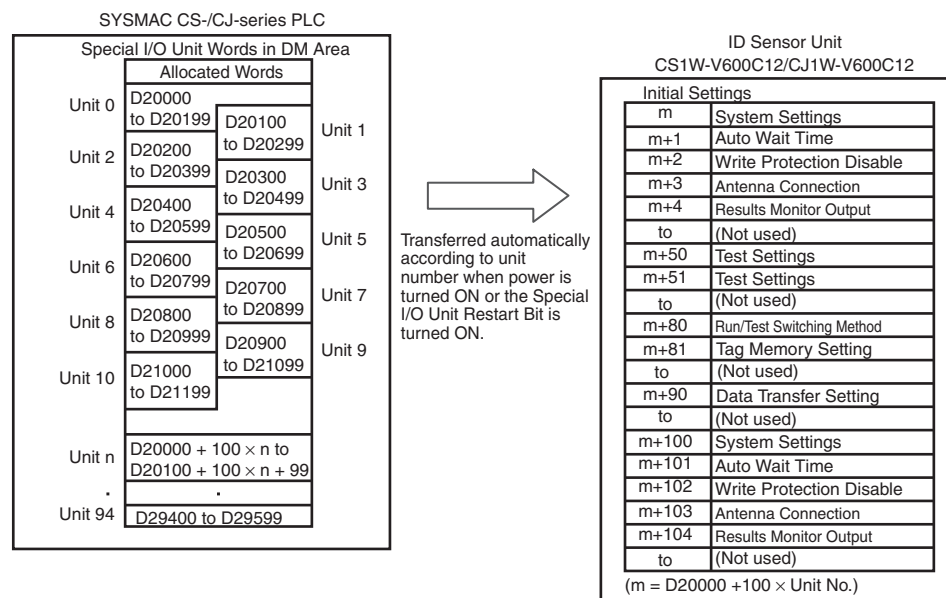 SYSMAC CS-/CJ-series PLC
Special I/O Unit Words in DM Area
Allocated Words
Unit 0
D20000
to D20199
D20100
to D20299
Unit 1
Unit 2
D20200
to D20399
D20300
to D20499
Unit 3
Unit 4
D20400
to D20599
D20500
to D20699
Unit 5
Unit 6
D20600
to D20799
D20700
to D20899
Unit 7
Unit 8
D20800
to D20999
D20900
to D21099
Unit 9
Unit 10
D21000
to D21199
Unit n
D20000 + 100 × n to
D20100 + 100 × n + 99
.
.
Unit 94
D29400 to D29599
Transferred automatically
according to unit
number when power is
turned ON or the Special
I/O Unit Restart Bit is
turned ON.
ID Sensor Unit
CS1W-V600C12/CJ1W-V600C12
Initial Settings
m System Settings
m+1 Auto Wait Time
m+2 Write Protection Disable
m+3 Antenna Connection
m+4 Results Monitor Output
to (Not used)
m+50 Test Settings
m+51 Test Settings
to (Not used)
m+80 Run/Test Switching Method
m+81 Tag Memory Setting
to (Not used)
m+90 Data Transfer Setting
to (Not used)
m+100 System Settings
m+101 Auto Wait Time
m+102 Write Protection Disable
m+103 Antenna Connection
m+104 Results Monitor Output
to (Not used)
(m = D20000 +100 × Unit No.)